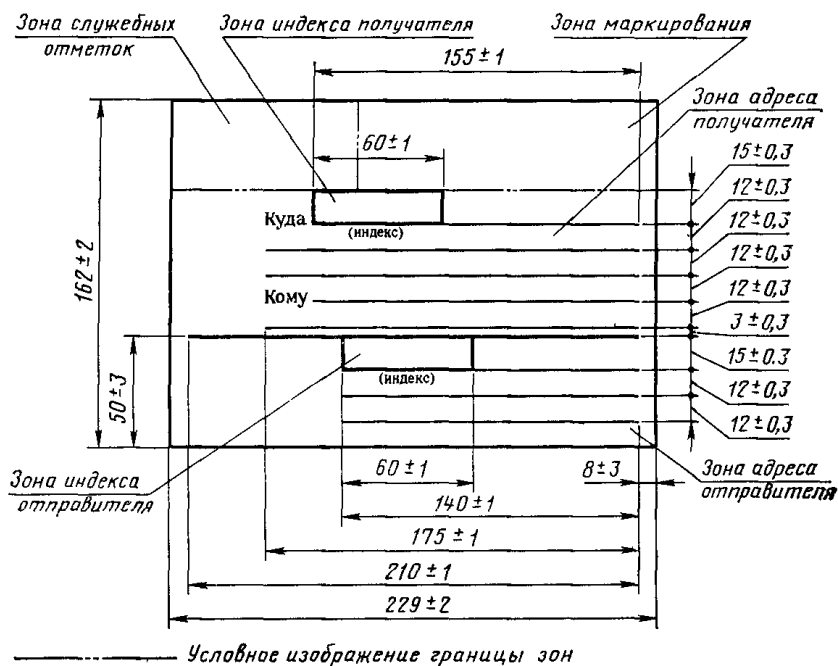 Зона служебных
отметок
Зона индекса получателя
Зона маркирования
155±1
Зона адреса
получателя
60±1
15±0,3
12±0,3
12±0,3
12±0,3
12±0,3
3±0,3
15±0,3
12±0,3
12±0,3
Куда
(индекс)
Кому
162±2
50±3
(индекс)
Зона индекса
отправителя
60±1
8±3
Зона адреса
отправителя
140±1
175±1
210±1
229±2
Условное изображение границы зон